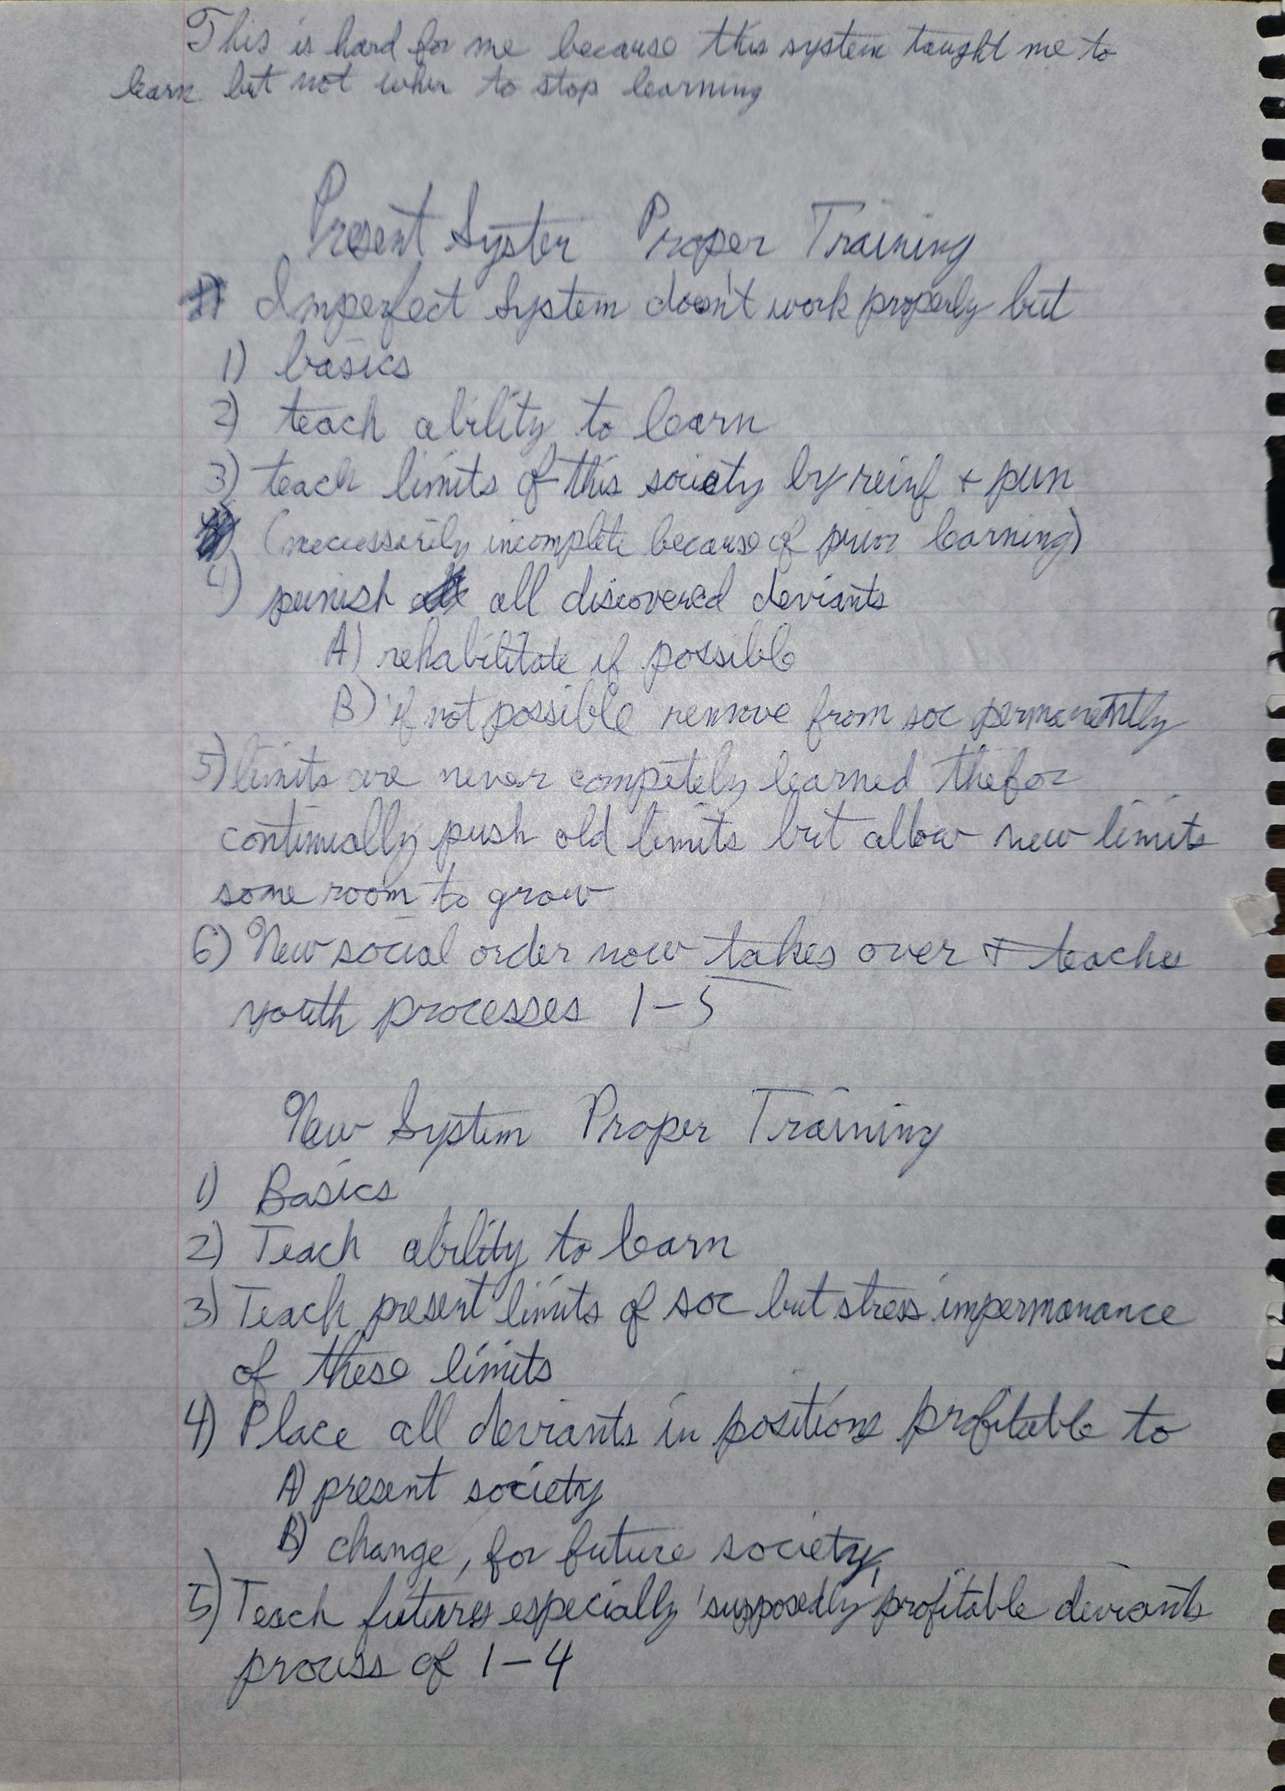 This is hard for me because this system taught me to
learn but not when to stop learning
Present System Proper Training
Imperfect System doesn't work properly but
1) basics
2) teach ability to learn
3) teach limits of this society by reinf + pun
(necessarily incomplete because of prior learning)
4) punish all discovered deviants
A) rehabilitate if possible
B) if not possible remove from soc permanently
5) limits are never competely learned thefor
continually push old limits but allow new limits
some room to grow
6) New social order now takes over + teache
youth processes 1-5
New System Proper Training
1) Basics
2) Teach ability to learn
3) Teach present limits of soc but stress impermanance
of these limits
4) Place all deviants in positions profitable to
A) present society
B) change, for future society,
5) Teach futures especially 'supposedly' profitable deviants
process of 1-4